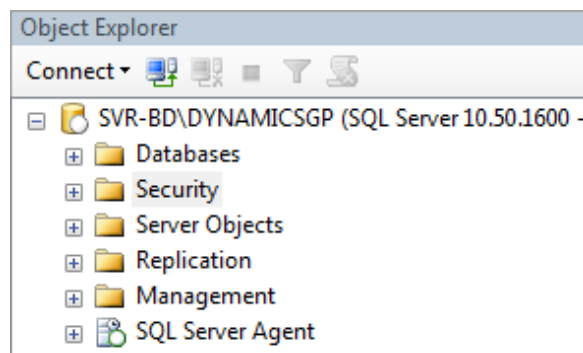 Object Explorer
Connect
SVR-BD\DYNAMICSGP (SQL Server 10.50.1600 -
Databases
Security
Server Objects
Replication
Management
SQL Server Agent